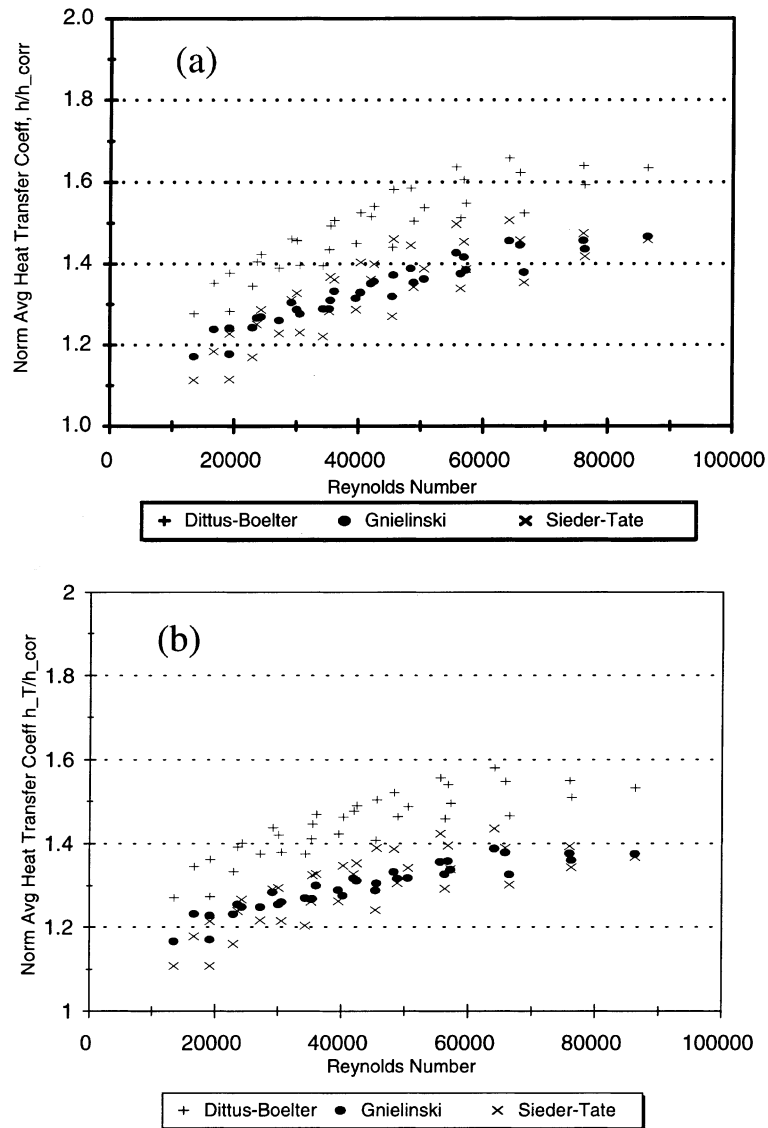 (a)
Norm Avg Heat Transfer Coeff, h/h_corr
2.0
1.8
1.6
1.4
1.2
1.0
0 20000 40000 60000 80000 100000
Reynolds Number
+ Dittus-Boelter ● Gnielinski × Sieder-Tate
(b)
Norm Avg Heat Transfer Coeff h_T/h_cor
2
1.8
1.6
1.4
1.2
1
0 20000 40000 60000 80000 100000
Reynolds Number
+ Dittus-Boelter ● Gnielinski × Sieder-Tate